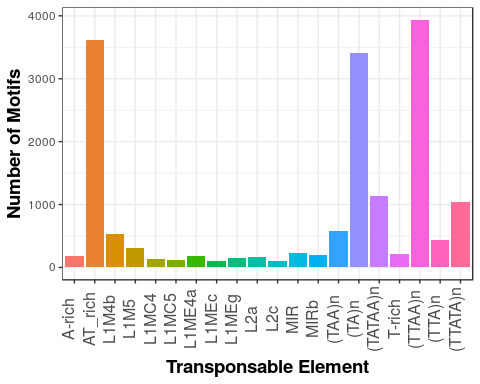 Number of Motifs
4000
3000
2000
1000
0
A-rich
AT_rich
L1M4b
L1M5
L1MC4
L1MC5
L1ME4a
L1MEc
L1MEg
L2a
L2c
MIR
MIRb
(TAA)n
(TA)n
(TATAA)n
T-rich
(TTAA)n
(TTA)n
(TTATA)n
Transponsable Element